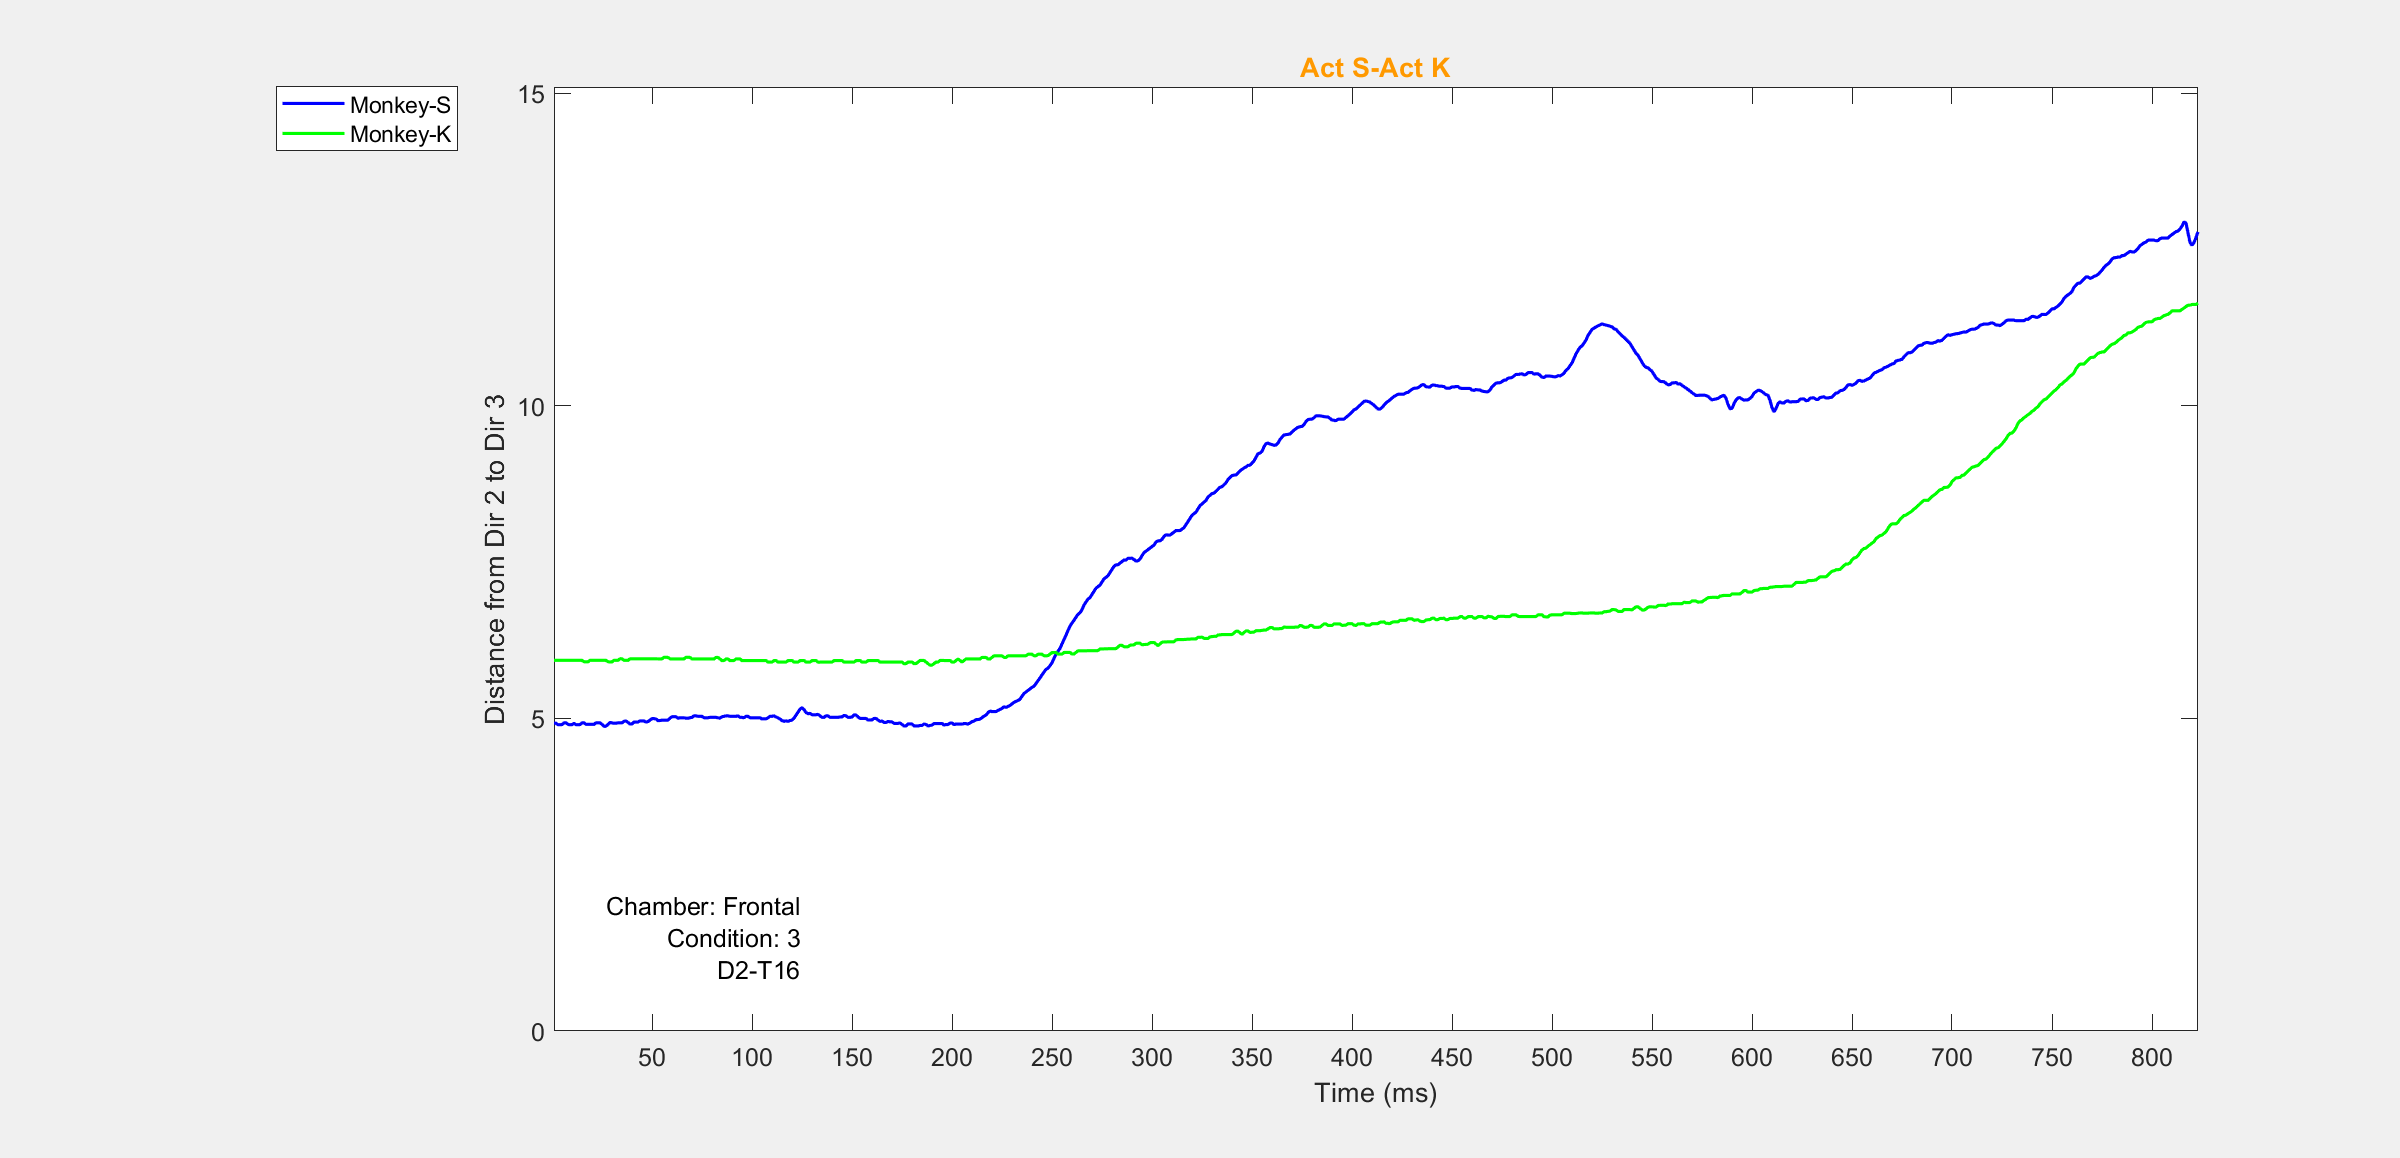 Act S-Act K
Monkey-S
Monkey-K
15
10
5
0
Distance from Dir 2 to Dir 3
Chamber: Frontal
Condition: 3
D2-T16
50 100 150 200 250 300 350 400 450 500 550 600 650 700 750 800
Time (ms)